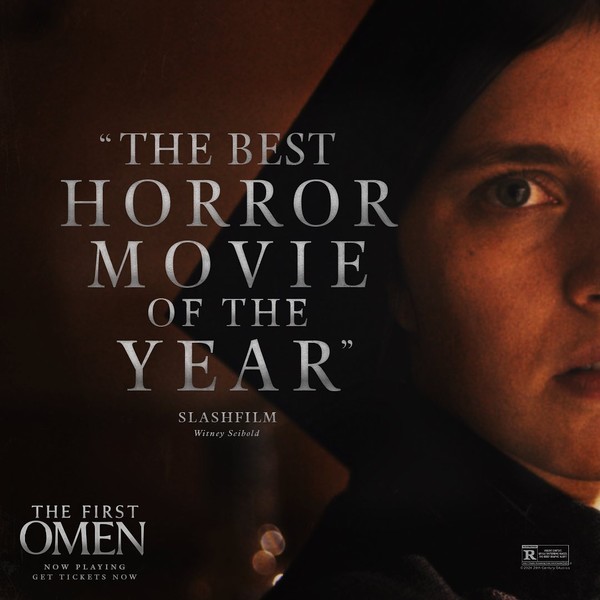 “THE BEST
HORROR
MOVIE
OF THE
YEAR”
SLASHFILM
Witney Seibold
THE FIRST
OMEN
NOW PLAYING
GET TICKETS NOW
R